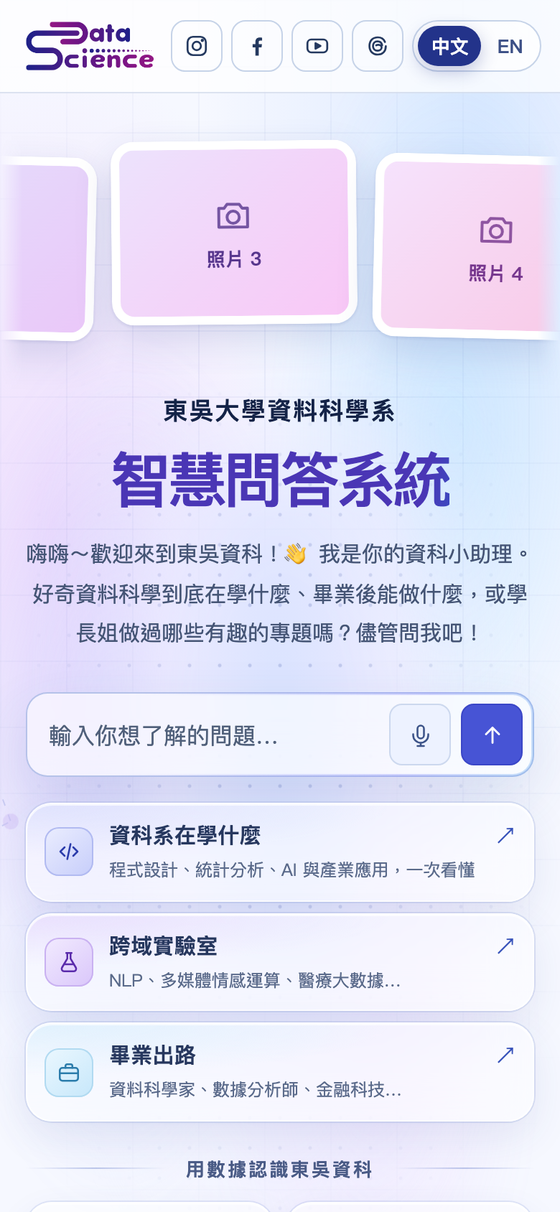 Data
Science
中文
EN
照片 3
照片 4
東吳大學資料科學系
智慧問答系統
嗨嗨～歡迎來到東吳資科！👋 我是你的資科小助理。
好奇資料科學到底在學什麼、畢業後能做什麼，或學
長姐做過哪些有趣的專題嗎？儘管問我吧！
輸入你想了解的問題…
資科系在學什麼
程式設計、統計分析、AI 與產業應用，一次看懂
跨域實驗室
NLP、多媒體情感運算、醫療大數據…
畢業出路
資料科學家、數據分析師、金融科技…
用數據認識東吳資科